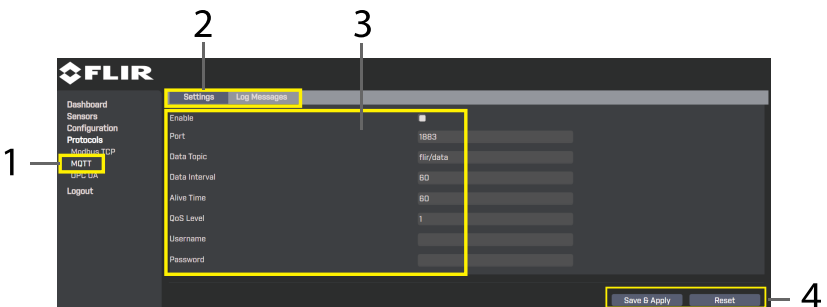 2 3
FLIR
Settings Log Messages
Dashboard
Sensors
Configuration
Protocols
Modbus TCP
1
MQTT
OPC UA
Logout
Enable
Port 1883
Data Topic flir/data
Data Interval 60
Alive Time 60
QoS Level 1
Username
Password
Save & Apply Reset
4